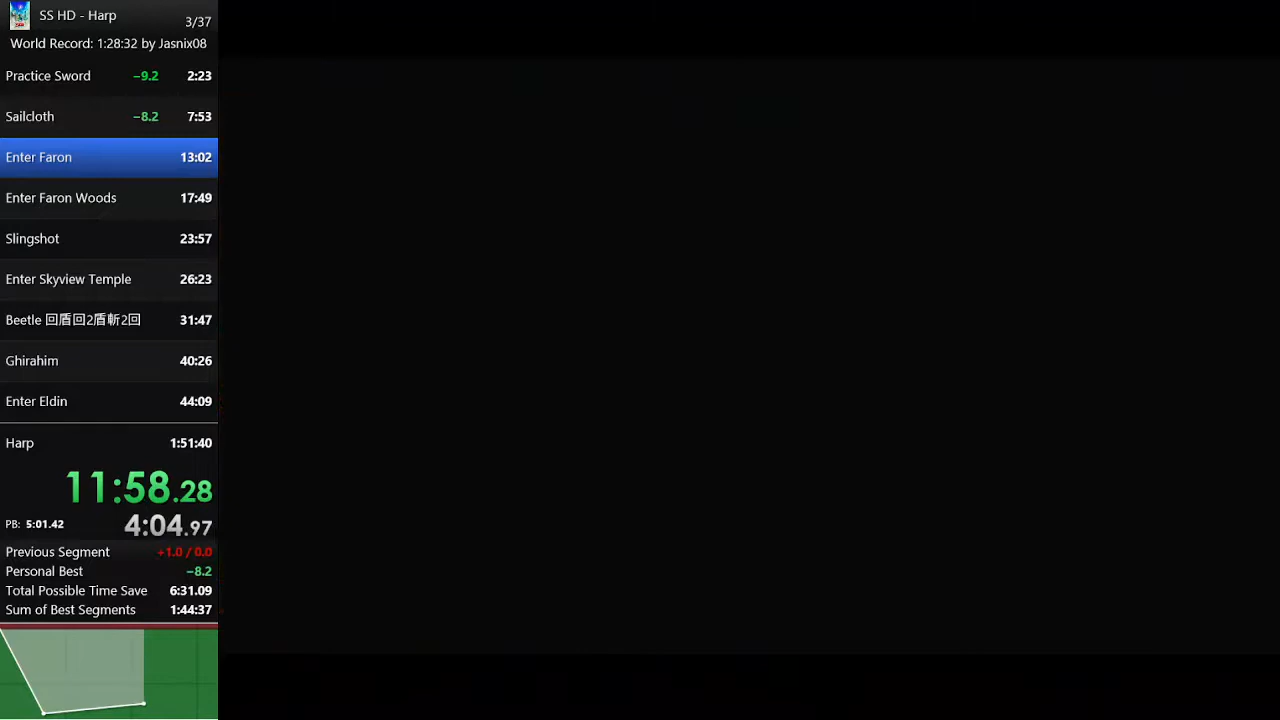 SS HD - Harp
3/37
World Record: 1:28:32 by Jasnix08
Practice Sword −9.2 2:23
Sailcloth −8.2 7:53
Enter Faron 13:02
Enter Faron Woods 17:49
Slingshot 23:57
Enter Skyview Temple 26:23
Beetle 回盾回2盾斬2回 31:47
Ghirahim 40:26
Enter Eldin 44:09
Harp 1:51:40
11:58.28
PB: 5:01.42 4:04.97
Previous Segment +1.0 / 0.0
Personal Best −8.2
Total Possible Time Save 6:31.09
Sum of Best Segments 1:44:37